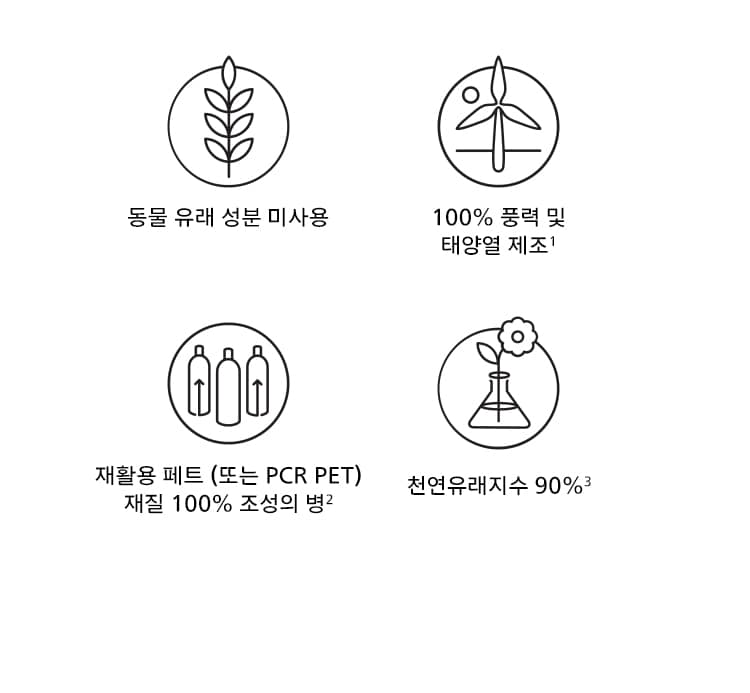 동물 유래 성분 미사용
100% 풍력 및
태양열 제조¹
재활용 페트 (또는 PCR PET)
재질 100% 조성의 병²
천연유래지수 90%³